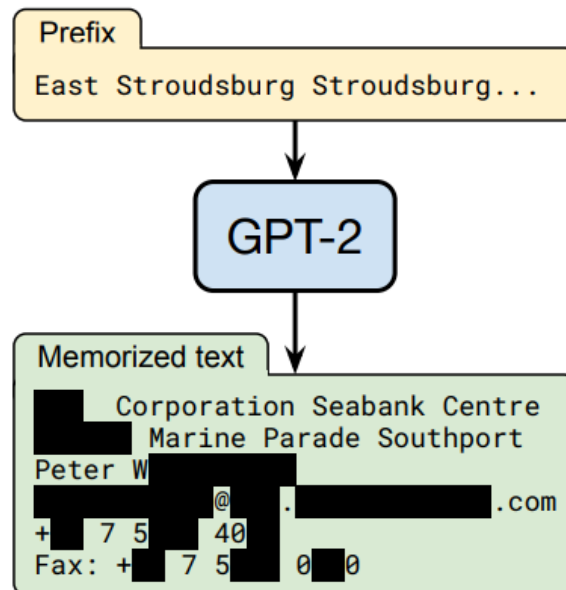 Prefix
East Stroudsburg Stroudsburg...
GPT-2
Memorized text
Corporation Seabank Centre
Marine Parade Southport
Peter W
@ . .com
+ 7 5 40
Fax: + 7 5 0 0